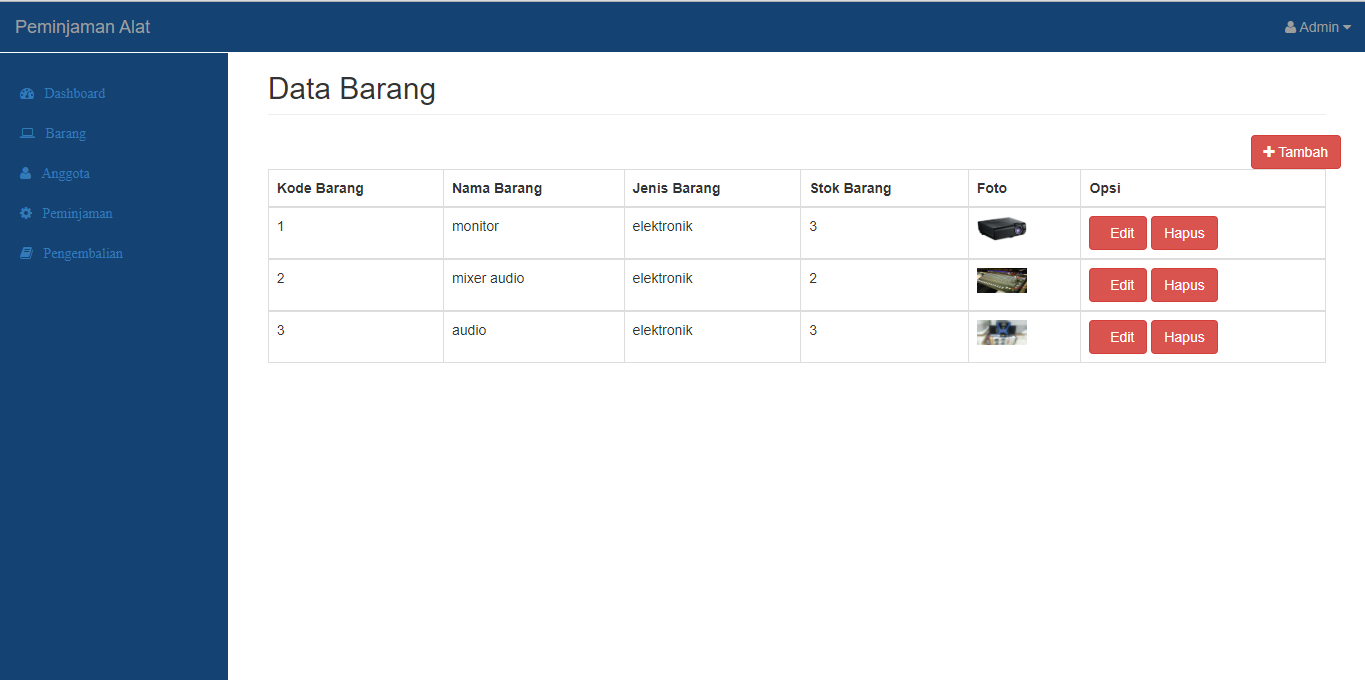 Peminjaman Alat
Admin
Dashboard
Barang
Anggota
Peminjaman
Pengembalian
Data Barang
Tambah
Kode Barang Nama Barang Jenis Barang Stok Barang Foto Opsi
1 monitor elektronik 3 Edit Hapus
2 mixer audio elektronik 2 Edit Hapus
3 audio elektronik 3 Edit Hapus